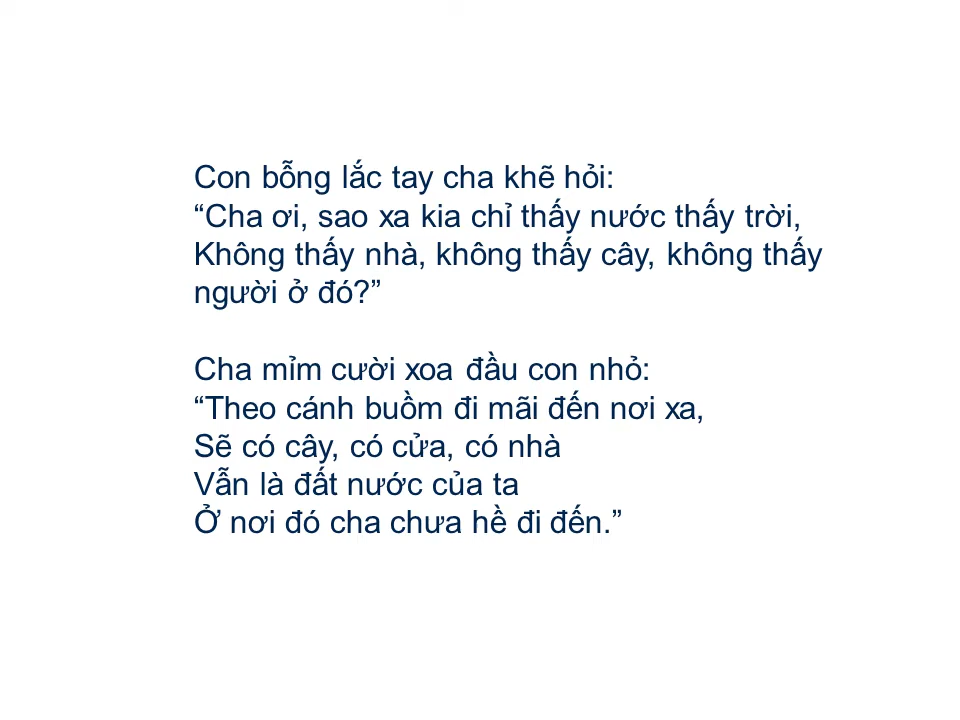 Con bỗng lắc tay cha khẽ hỏi:
“Cha ơi, sao xa kia chỉ thấy nước thấy trời,
Không thấy nhà, không thấy cây, không thấy
người ở đó?”
Cha mỉm cười xoa đầu con nhỏ:
“Theo cánh buồm đi mãi đến nơi xa,
Sẽ có cây, có cửa, có nhà
Vẫn là đất nước của ta
Ở nơi đó cha chưa hề đi đến.”